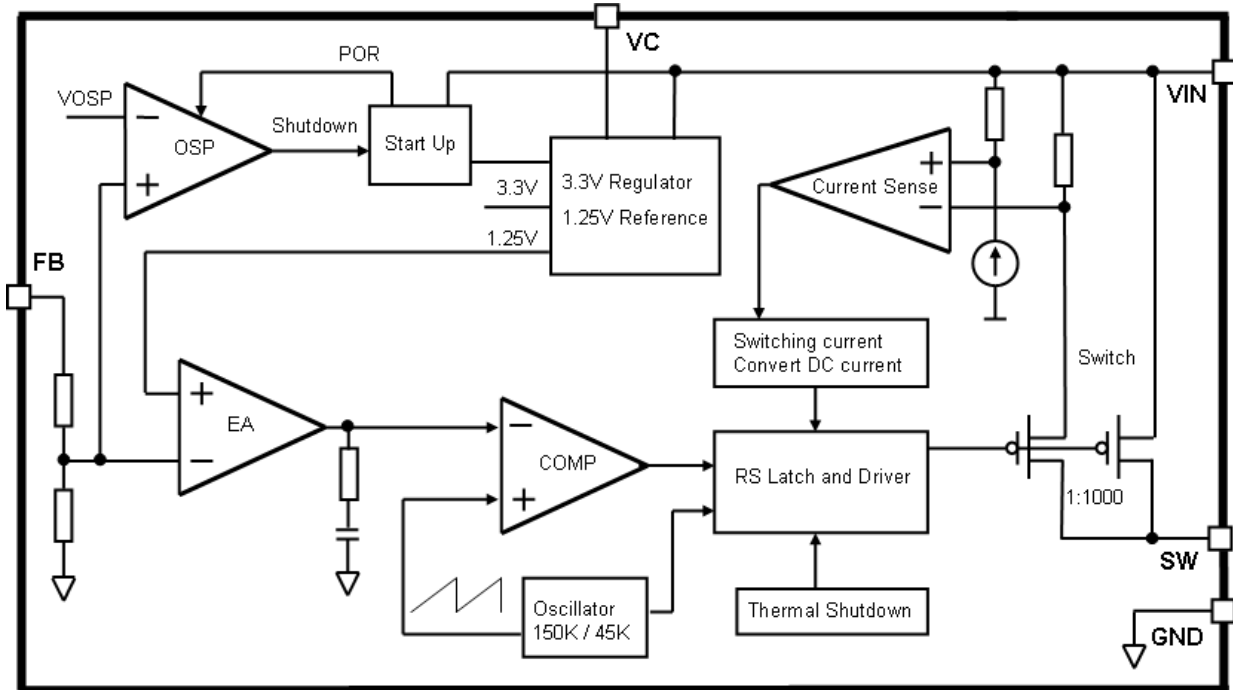 VC
POR
VIN
VOSP
−
OSP
+
Shutdown
Start Up
3.3V Regulator
1.25V Reference
3.3V
1.25V
+
Current Sense
−
FB
Switching current
Convert DC current
Switch
+
EA
−
−
COMP
+
RS Latch and Driver
1:1000
SW
Oscillator
150K / 45K
Thermal Shutdown
GND